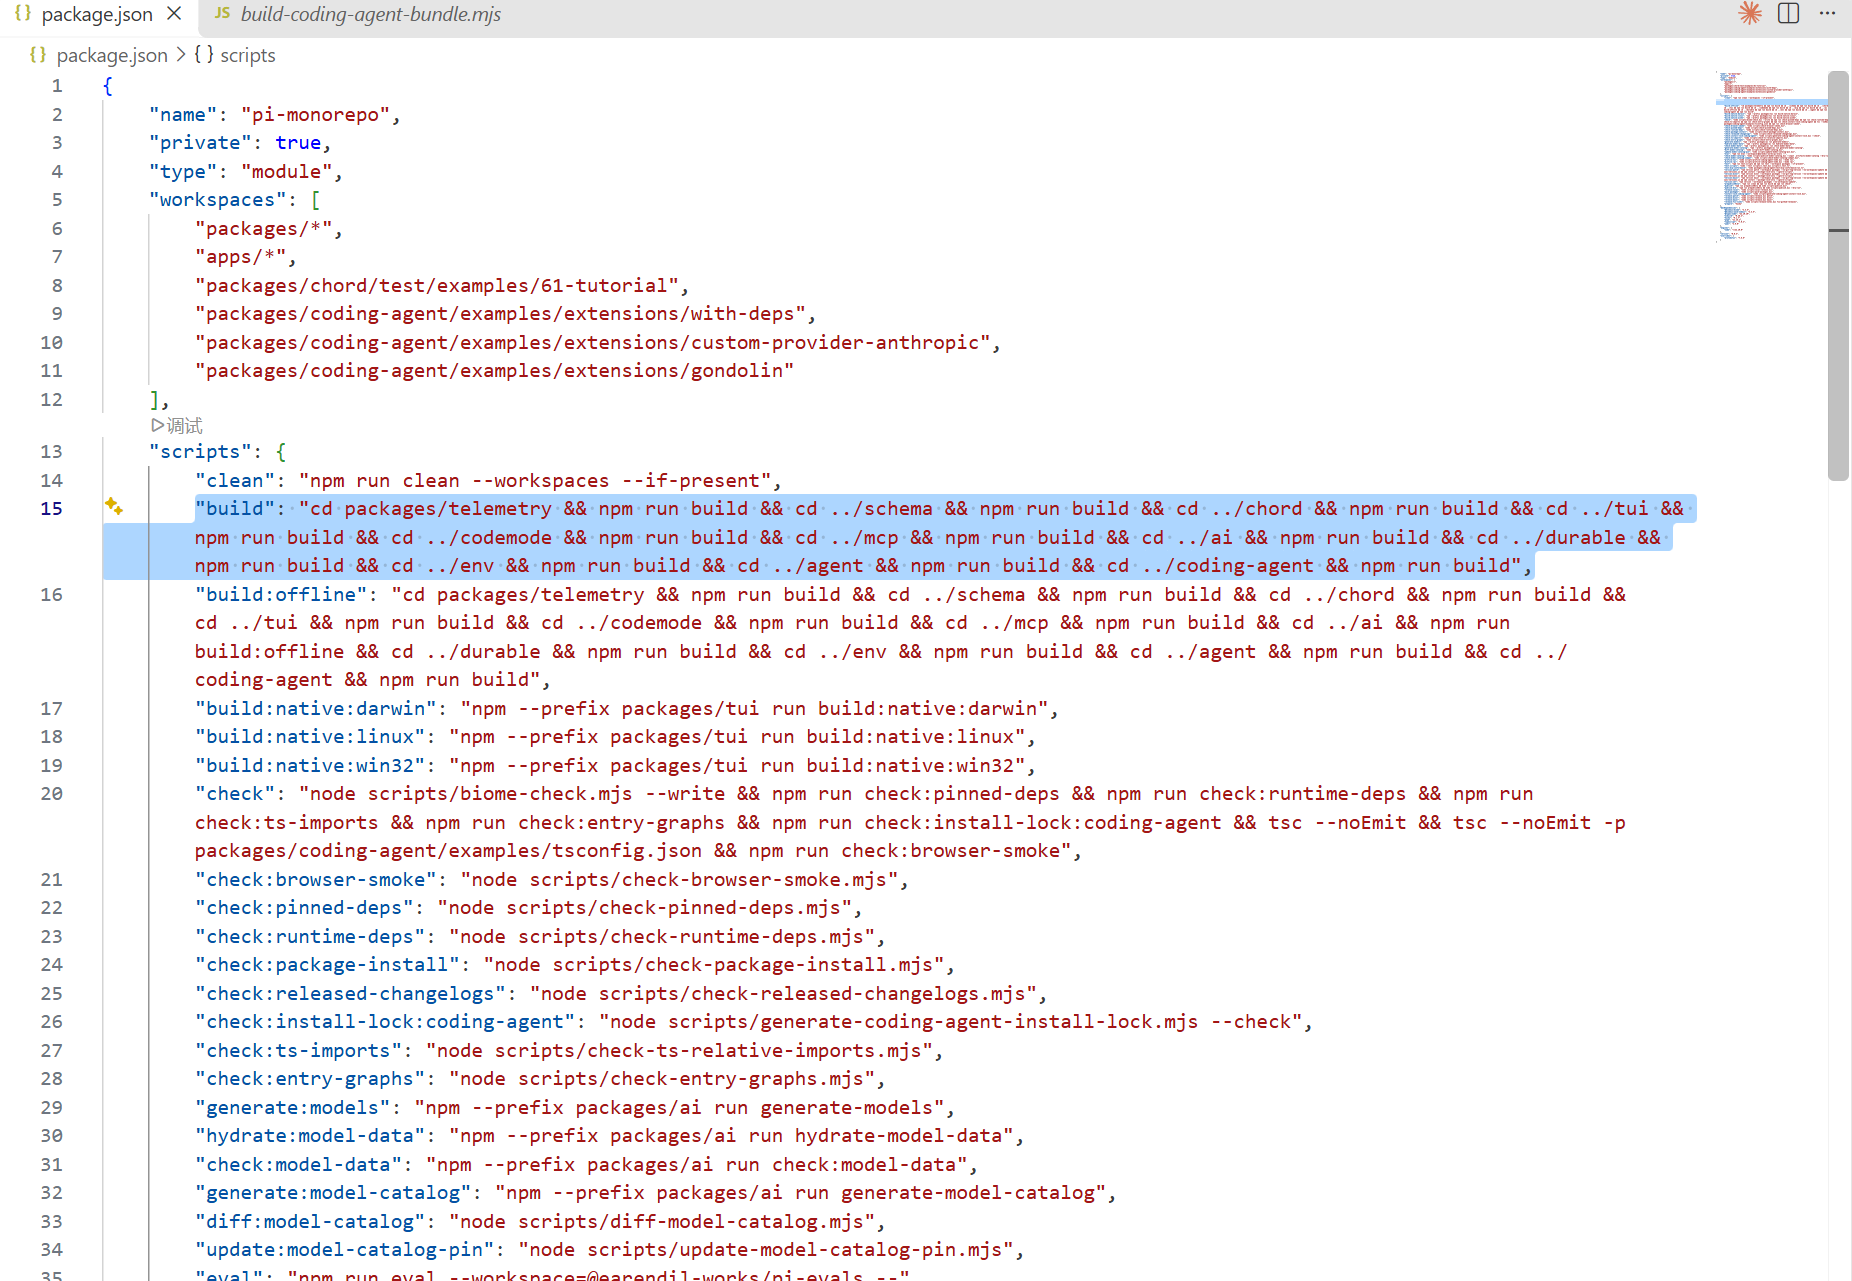 {} package.json ×
JS build-coding-agent-bundle.mjs
{} package.json > {} scripts
1 {
2 "name": "pi-monorepo",
3 "private": true,
4 "type": "module",
5 "workspaces": [
6 "packages/*",
7 "apps/*",
8 "packages/chord/test/examples/61-tutorial",
9 "packages/coding-agent/examples/extensions/with-deps",
10 "packages/coding-agent/examples/extensions/custom-provider-anthropic",
11 "packages/coding-agent/examples/extensions/gondolin"
12 ],
调试
13 "scripts": {
14 "clean": "npm run clean --workspaces --if-present",
15 "build": "cd packages/telemetry && npm run build && cd ../schema && npm run build && cd ../chord && npm run build && cd ../tui &&
npm run build && cd ../codemode && npm run build && cd ../mcp && npm run build && cd ../ai && npm run build && cd ../durable &&
npm run build && cd ../env && npm run build && cd ../agent && npm run build && cd ../coding-agent && npm run build",
16 "build:offline": "cd packages/telemetry && npm run build && cd ../schema && npm run build && cd ../chord && npm run build &&
cd ../tui && npm run build && cd ../codemode && npm run build && cd ../mcp && npm run build && cd ../ai && npm run
build:offline && cd ../durable && npm run build && cd ../env && npm run build && cd ../agent && npm run build && cd ../
coding-agent && npm run build",
17 "build:native:darwin": "npm --prefix packages/tui run build:native:darwin",
18 "build:native:linux": "npm --prefix packages/tui run build:native:linux",
19 "build:native:win32": "npm --prefix packages/tui run build:native:win32",
20 "check": "node scripts/biome-check.mjs --write && npm run check:pinned-deps && npm run check:runtime-deps && npm run
check:ts-imports && npm run check:entry-graphs && npm run check:install-lock:coding-agent && tsc --noEmit && tsc --noEmit -p
packages/coding-agent/examples/tsconfig.json && npm run check:browser-smoke",
21 "check:browser-smoke": "node scripts/check-browser-smoke.mjs",
22 "check:pinned-deps": "node scripts/check-pinned-deps.mjs",
23 "check:runtime-deps": "node scripts/check-runtime-deps.mjs",
24 "check:package-install": "node scripts/check-package-install.mjs",
25 "check:released-changelogs": "node scripts/check-released-changelogs.mjs",
26 "check:install-lock:coding-agent": "node scripts/generate-coding-agent-install-lock.mjs --check",
27 "check:ts-imports": "node scripts/check-ts-relative-imports.mjs",
28 "check:entry-graphs": "node scripts/check-entry-graphs.mjs",
29 "generate:models": "npm --prefix packages/ai run generate-models",
30 "hydrate:model-data": "npm --prefix packages/ai run hydrate-model-data",
31 "check:model-data": "npm --prefix packages/ai run check:model-data",
32 "generate:model-catalog": "npm --prefix packages/ai run generate-model-catalog",
33 "diff:model-catalog": "node scripts/diff-model-catalog.mjs",
34 "update:model-catalog-pin": "node scripts/update-model-catalog-pin.mjs",
35 "eval": "npm run eval --workspace=@earendil-works/pi-evals --"